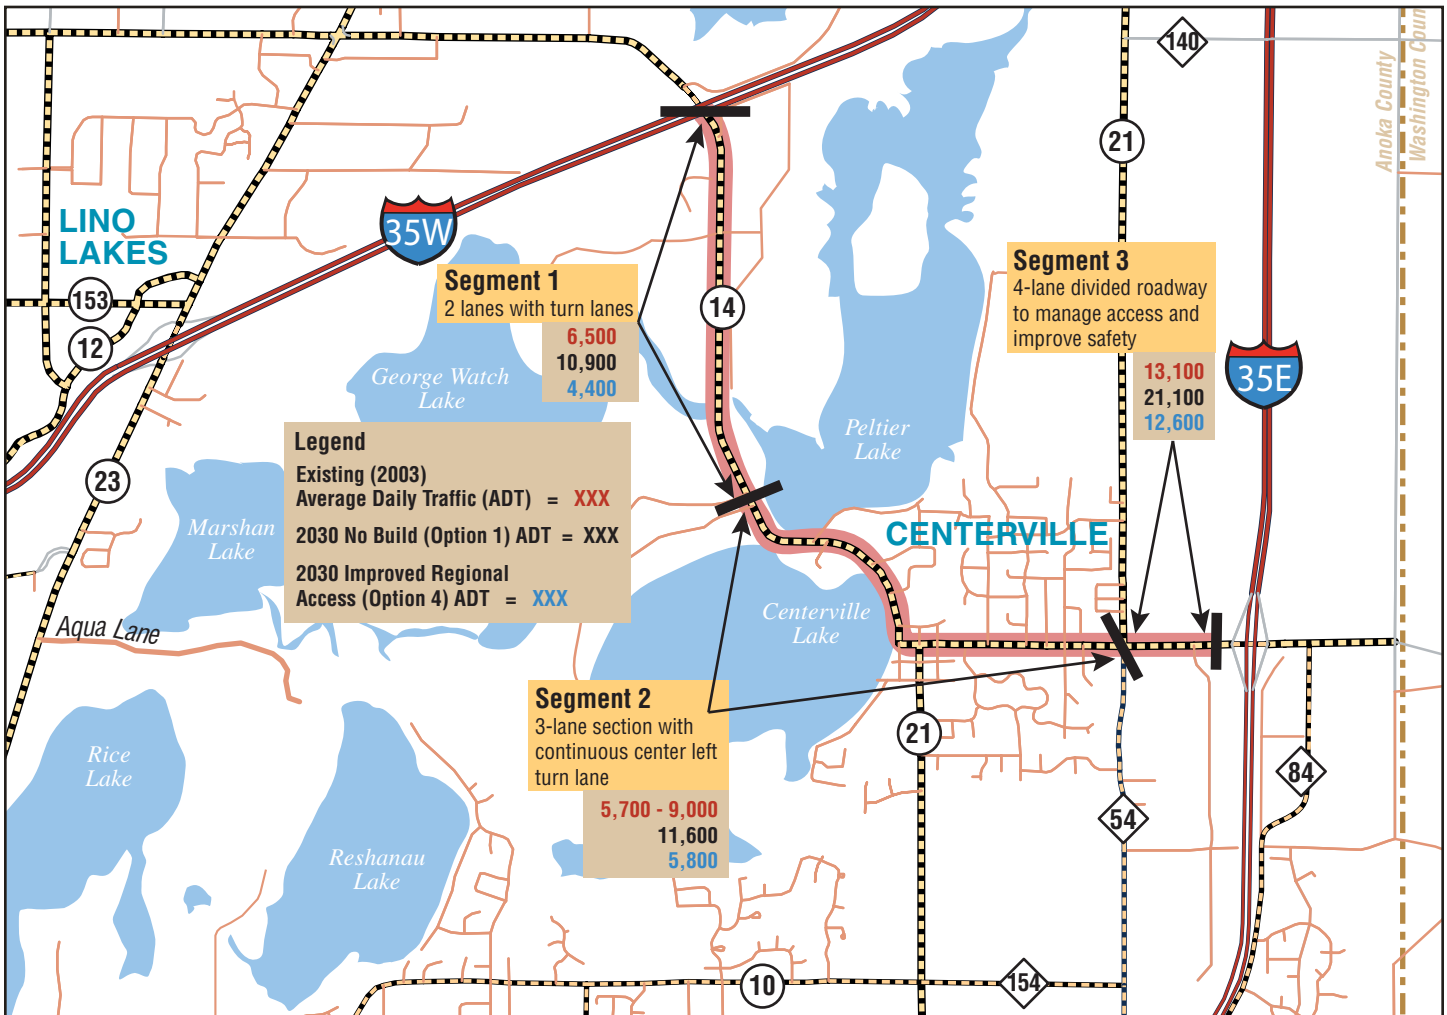 140
Anoka County
21
LINO
LAKES
35W
Segment 1
2 lanes with turn lanes
6,500
10,900
4,400
Segment 3
4-lane divided roadway
to manage access and
improve safety
13,100
21,100
12,600
153
12
14
35E
George Watch
Lake
Peltier
Lake
Legend
Existing (2003)
Average Daily Traffic (ADT) = XXX
2030 No Build (Option 1) ADT = XXX
2030 Improved Regional
Access (Option 4) ADT = XXX
23
Marshan
Lake
CENTERVILLE
Centerville
Lake
Aqua Lane
Segment 2
3-lane section with
continuous center left
turn lane
5,700 - 9,000
11,600
5,800
21
Rice
Lake
84
54
Reshanau
Lake
10
154
Washington Coun